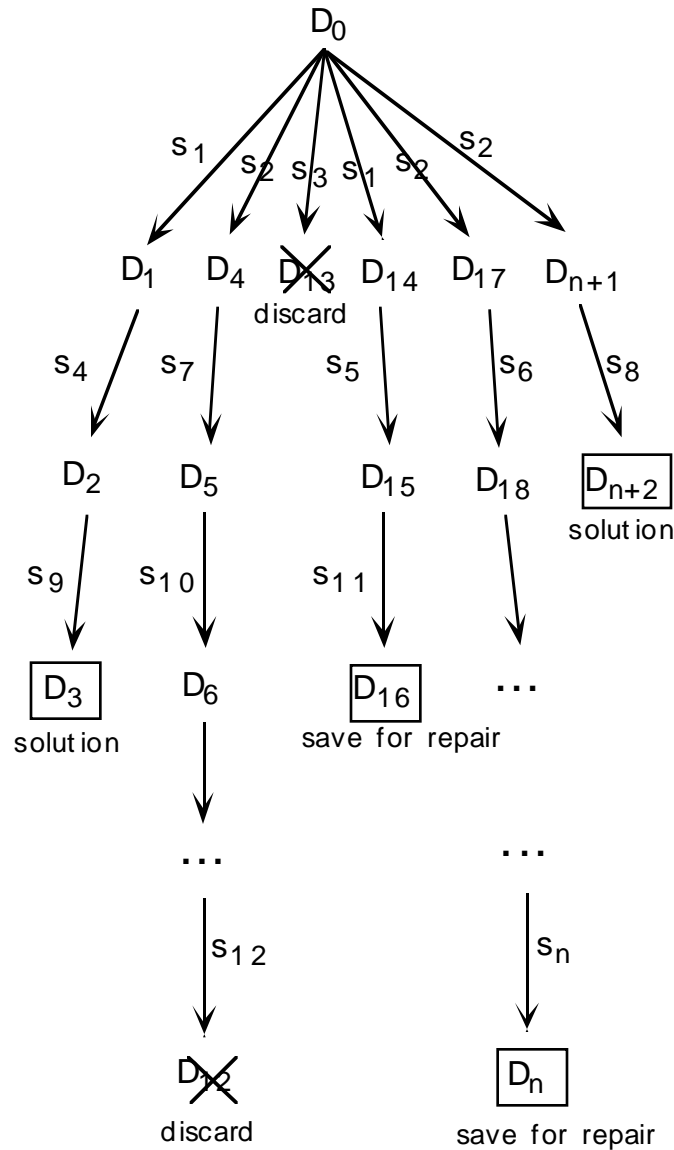 D0
s1 s2 s3 s1 s2 s2
D1 D4 D13 D14 D17 Dn+1
discard
s4 s7 s5 s6 s8
D2 D5 D15 D18 Dn+2
solution
s9 s10 s11
D3 D6 D16 ...
solution save for repair
... ...
s12 sn
D12 Dn
discard save for repair